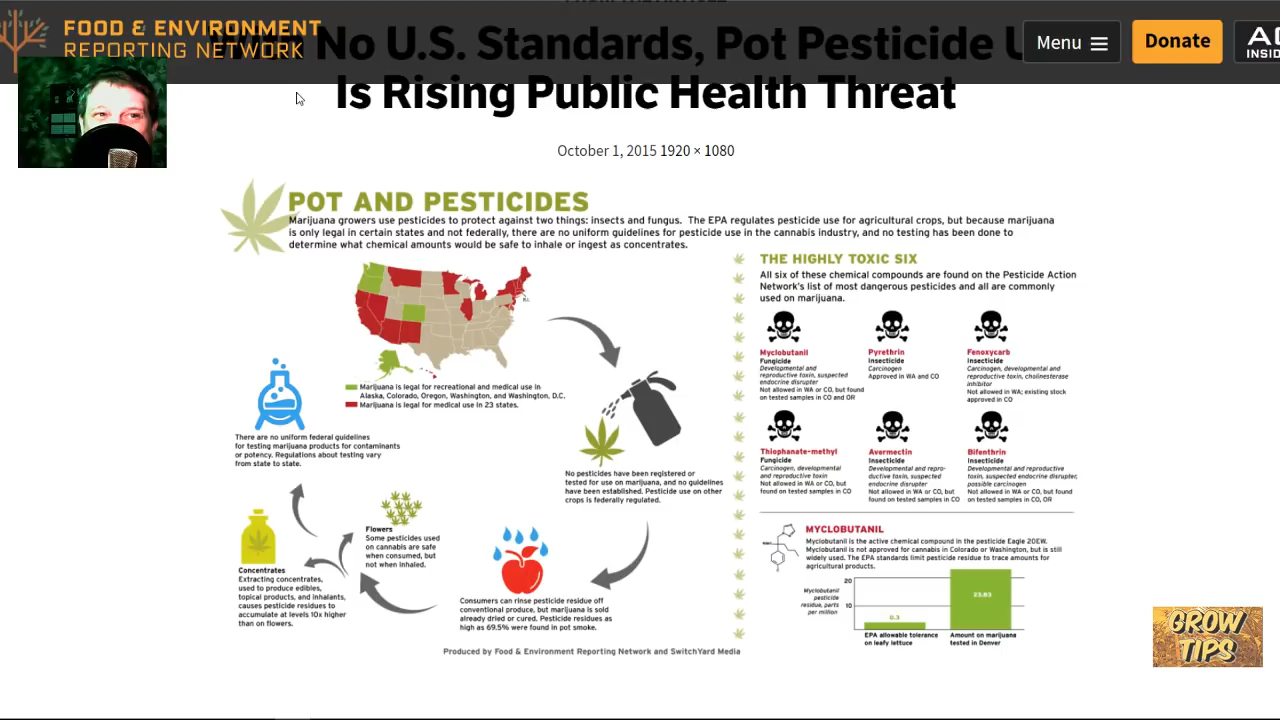 FOOD & ENVIRONMENT
REPORTING NETWORK
No U.S. Standards, Pot Pesticide U
Is Rising Public Health Threat
Menu
Donate
INSID
October 1, 2015 1920 × 1080
POT AND PESTICIDES
Marijuana growers use pesticides to protect against two things: insects and fungus. The EPA regulates pesticide use for agricultural crops, but because marijuana
is only legal in certain states and not federally, there are no uniform guidelines for pesticide use in the cannabis industry, and no testing has been done to
determine what chemical amounts would be safe to inhale or ingest as concentrates.
Marijuana is legal for recreational and medical use in
Alaska, Colorado, Oregon, Washington, and Washington, D.C.
Marijuana is legal for medical use in 23 states.
No pesticides have been registered or
tested for use on marijuana, and no guidelines
have been established. Pesticide use on other
crops is federally regulated.
Consumers can rinse pesticide residue off
conventional produce, but marijuana is sold
already dried or cured. Pesticide residues as
high as 69.5% were found in pot smoke.
Flowers
Some pesticides used
on cannabis are safe
when consumed, but
not when inhaled.
Concentrates
Extracting concentrates,
used to produce edibles,
topical products, and inhalants,
causes pesticide residues to
accumulate at levels 10x higher
than on flowers.
There are no uniform federal guidelines
for testing marijuana products for contaminants
or potency. Regulations about testing vary
from state to state.
THE HIGHLY TOXIC SIX
All six of these chemical compounds are found on the Pesticide Action
Network's list of most dangerous pesticides and all are commonly
used on marijuana.
Myclobutanil
Fungicide
Developmental and
reproductive toxin, suspected
endocrine disrupter
Not allowed in WA or CO, but found
on tested samples in CO and OR
Pyrethrin
Insecticide
Carcinogen
Approved in WA and CO
Fenoxycarb
Insecticide
Carcinogen, developmental and
reproductive toxin, cholinesterase
inhibitor
Not allowed in WA; existing stock
approved in CO
Thiophanate-methyl
Fungicide
Carcinogen, developmental
and reproductive toxin
Not allowed in WA or CO, but
found on tested samples in CO
Avermectin
Insecticide
Developmental and repro-
ductive toxin, suspected
endocrine disrupter
Not allowed in WA or CO, but
found on tested samples in CO
Bifenthrin
Insecticide
Developmental and reproductive
toxin, suspected endocrine disrupter,
possible carcinogen
Not allowed in WA or CO, but found
on tested samples in CO, OR
MYCLOBUTANIL
Myclobutanil is the active chemical compound in the pesticide Eagle 20EW.
Myclobutanil is not approved for cannabis in Colorado or Washington, but is still
widely used. The EPA standards limit pesticide residue to trace amounts for
agricultural products.
Myclobutanil
pesticide
residue, parts
per million
20
10
0.3
23.83
EPA allowable tolerance
on leafy lettuce
Amount on marijuana
tested in Denver
Produced by Food & Environment Reporting Network and SwitchYard Media
GROW
TIPS